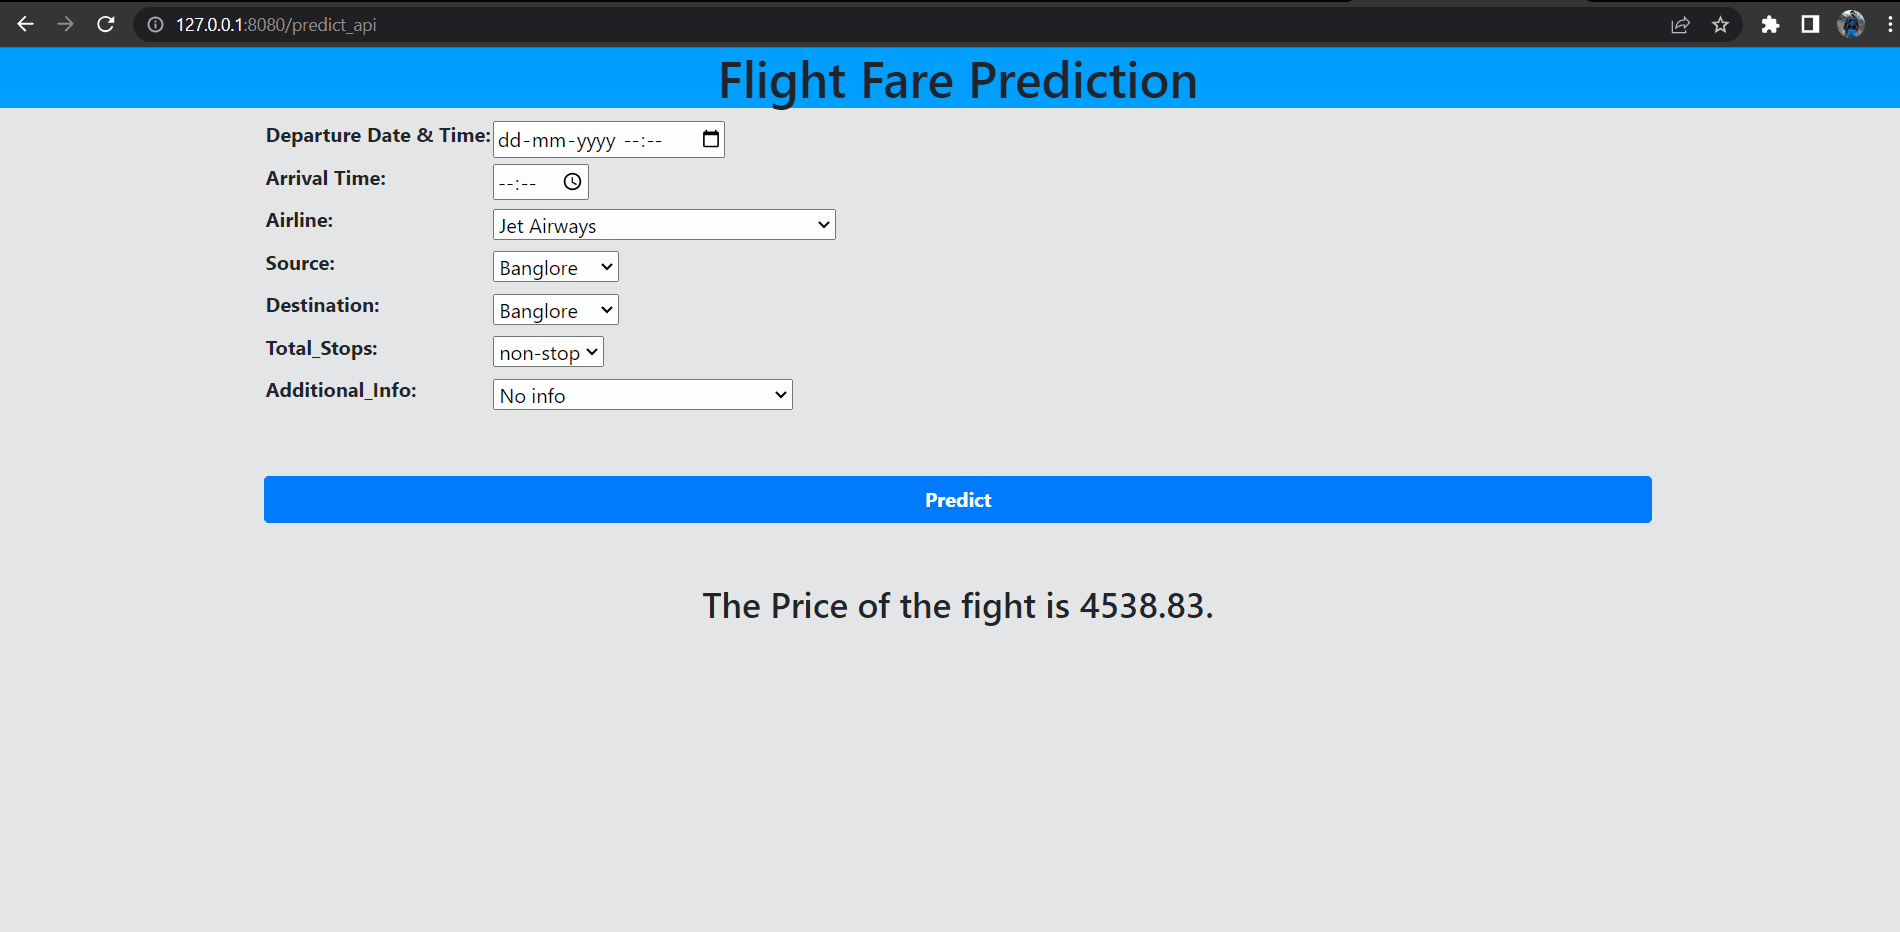 127.0.0.1:8080/predict_api
Flight Fare Prediction
Departure Date & Time: dd-mm-yyyy --:--
Arrival Time: --:--
Airline: Jet Airways
Source: Banglore
Destination: Banglore
Total_Stops: non-stop
Additional_Info: No info
Predict
The Price of the fight is 4538.83.